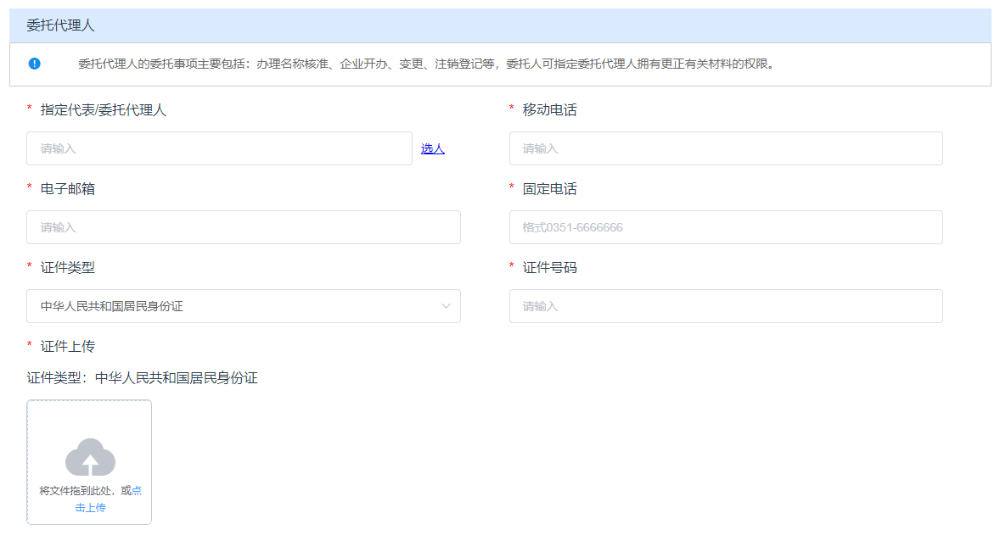 委托代理人
委托代理人的委托事项主要包括：办理名称核准、企业开办、变更、注销登记等，委托人可指定委托代理人拥有更正有关材料的权限。
* 指定代表/委托代理人
* 移动电话
请输入
选人
请输入
* 电子邮箱
* 固定电话
请输入
格式0351-6666666
* 证件类型
* 证件号码
中华人民共和国居民身份证
请输入
* 证件上传
证件类型：中华人民共和国居民身份证
将文件拖到此处，或点
击上传